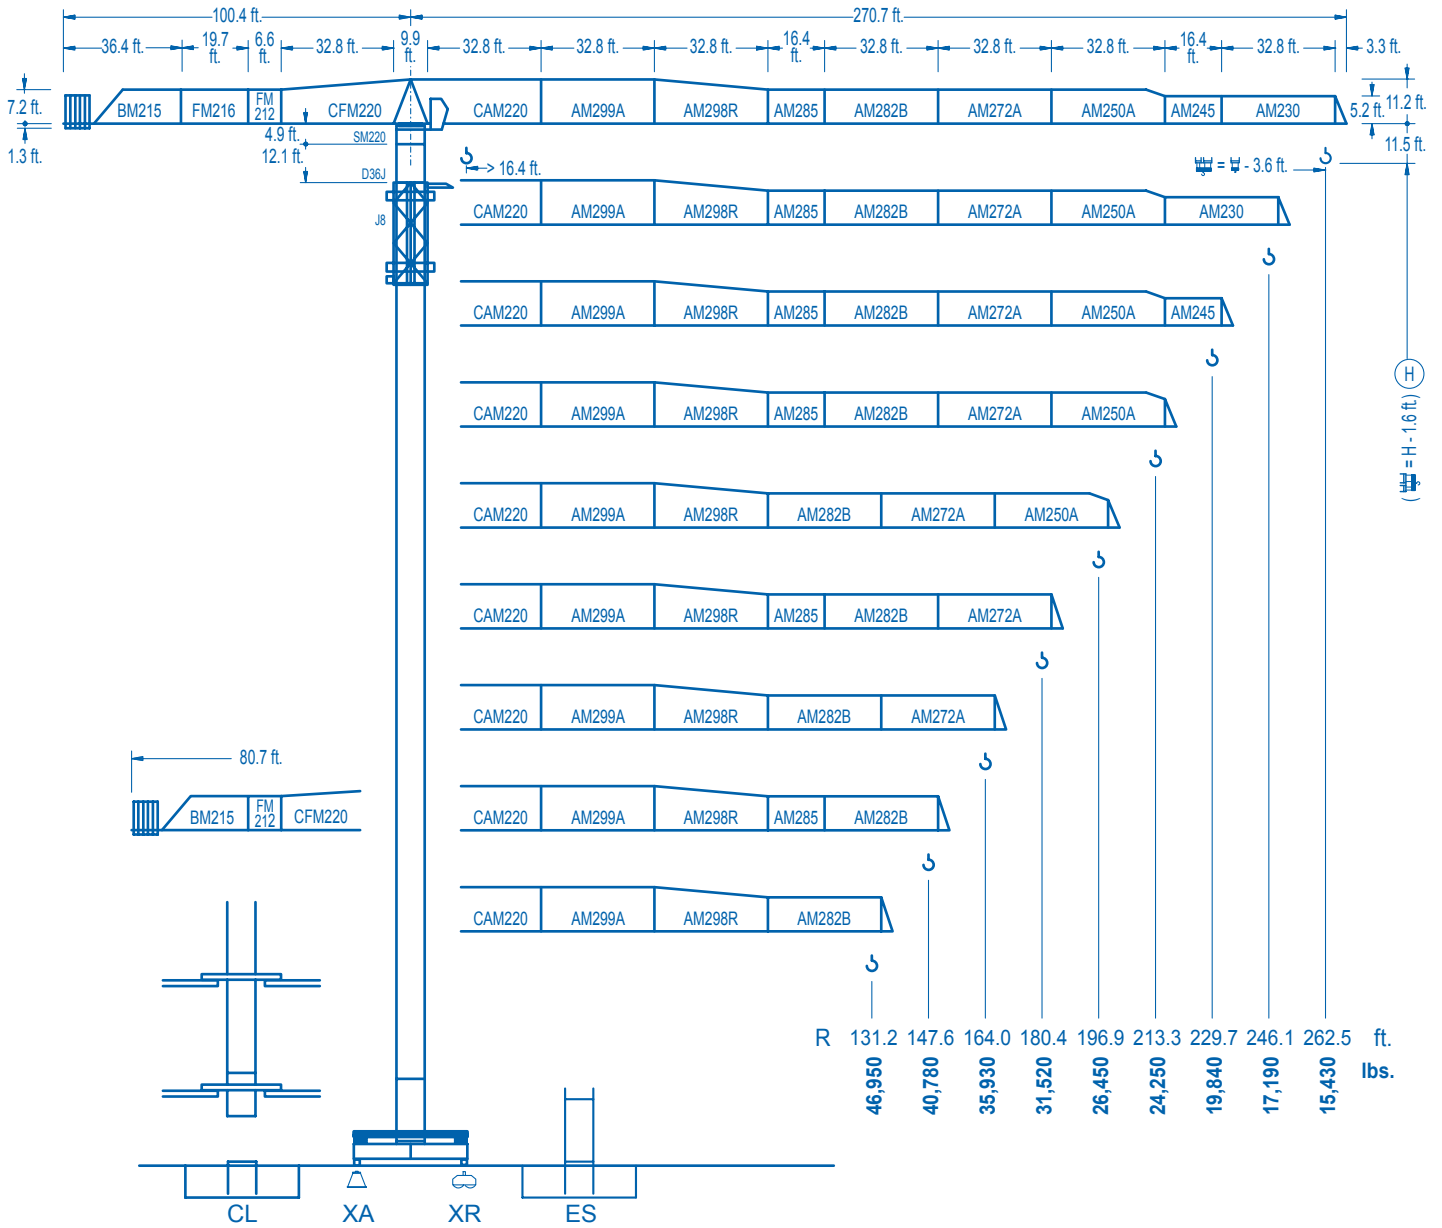 100.4 ft. 270.7 ft.
36.4 ft. 19.7 ft. 6.6 ft. 32.8 ft. 9.9 ft. 32.8 ft. 32.8 ft. 32.8 ft. 16.4 ft. 32.8 ft. 32.8 ft. 32.8 ft. 16.4 ft. 32.8 ft. 3.3 ft.
7.2 ft. BM215 FM216 FM 212 CFM220 CAM220 AM299A AM298R AM285 AM282B AM272A AM250A AM245 AM230 5.2 ft. 11.2 ft.
1.3 ft. 4.9 ft. SM220 11.5 ft.
12.1 ft. > 16.4 ft. = - 3.6 ft.
D36J
J8 CAM220 AM299A AM298R AM285 AM282B AM272A AM250A AM230
CAM220 AM299A AM298R AM285 AM282B AM272A AM250A AM245
H
( = H - 1.6 ft.)
CAM220 AM299A AM298R AM285 AM282B AM272A AM250A
CAM220 AM299A AM298R AM282B AM272A AM250A
CAM220 AM299A AM298R AM285 AM282B AM272A
CAM220 AM299A AM298R AM282B AM272A
80.7 ft.
BM215 FM 212 CFM220 CAM220 AM299A AM298R AM285 AM282B
CAM220 AM299A AM298R AM282B
R 131.2 147.6 164.0 180.4 196.9 213.3 229.7 246.1 262.5 ft.
46,950 40,780 35,930 31,520 26,450 24,250 19,840 17,190 15,430 lbs.
CL XA XR ES